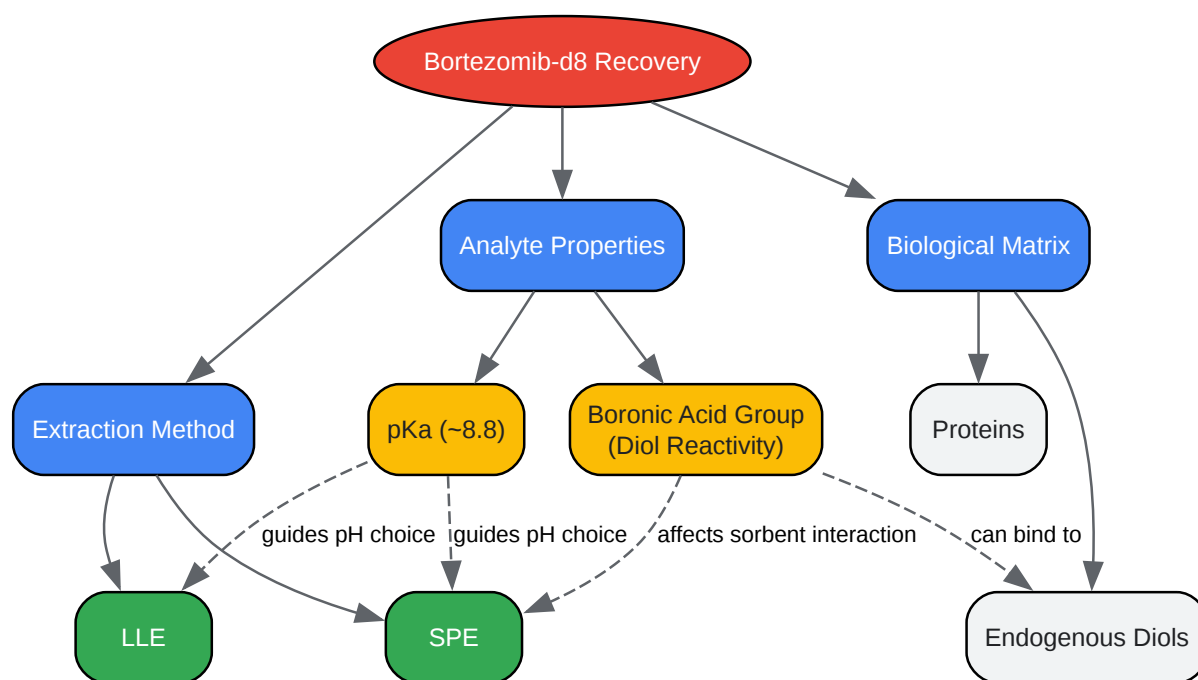 Bortezomib-d8 Recovery
Analyte Properties
Biological Matrix
Extraction Method
pKa (~8.8)
Boronic Acid Group
(Diol Reactivity)
Proteins
guides pH choice
guides pH choice
affects sorbent interaction
can bind to
LLE
SPE
Endogenous Diols